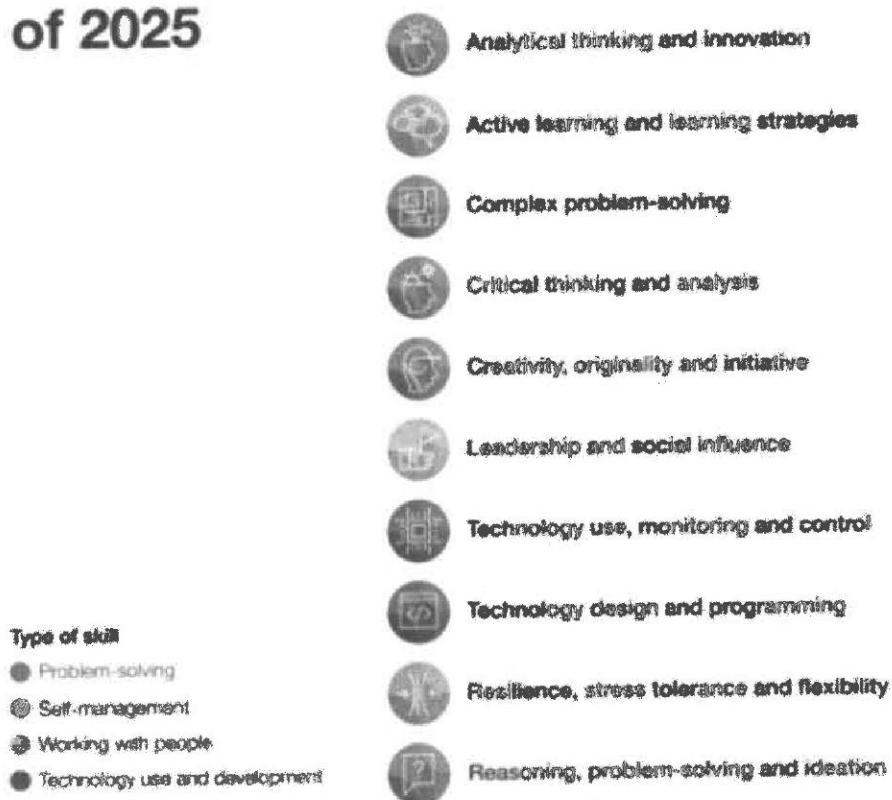 of 2025
Analytical thinking and innovation
Active learning and learning strategies
Complex problem-solving
Critical thinking and analysis
Creativity, originality and initiative
Leadership and social influence
Technology use, monitoring and control
Technology design and programming
Resilience, stress tolerance and flexibility
Reasoning, problem-solving and ideation
Type of skill
Problem-solving
Self-management
Working with people
Technology use and development